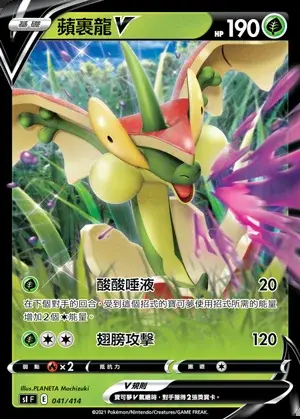 基礎 蘋裹龍V HP 190
酸酸唾液 20
在下個對手的回合,受到這個招式的寶可夢使用招式所需的能量
增加2個能量。
翅膀攻擊 120
弱點 ×2 抵抗力 撤退
Illus. PLANETA Mochizuki
V規則
寶可夢V氣絕時,對手獲得2張獎賞卡。
sI F E 041/414
©2021 Pokémon/Nintendo/Creatures/GAME FREAK.